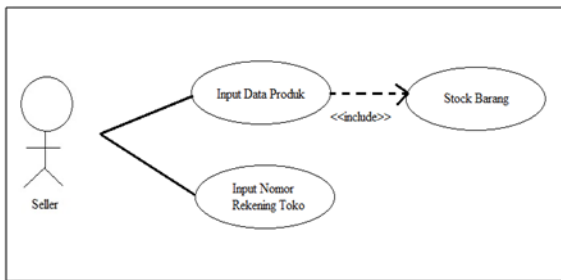 Input Data Produk
Stock Barang
<<include>>
Input Nomor
Rekening Toko
Seller